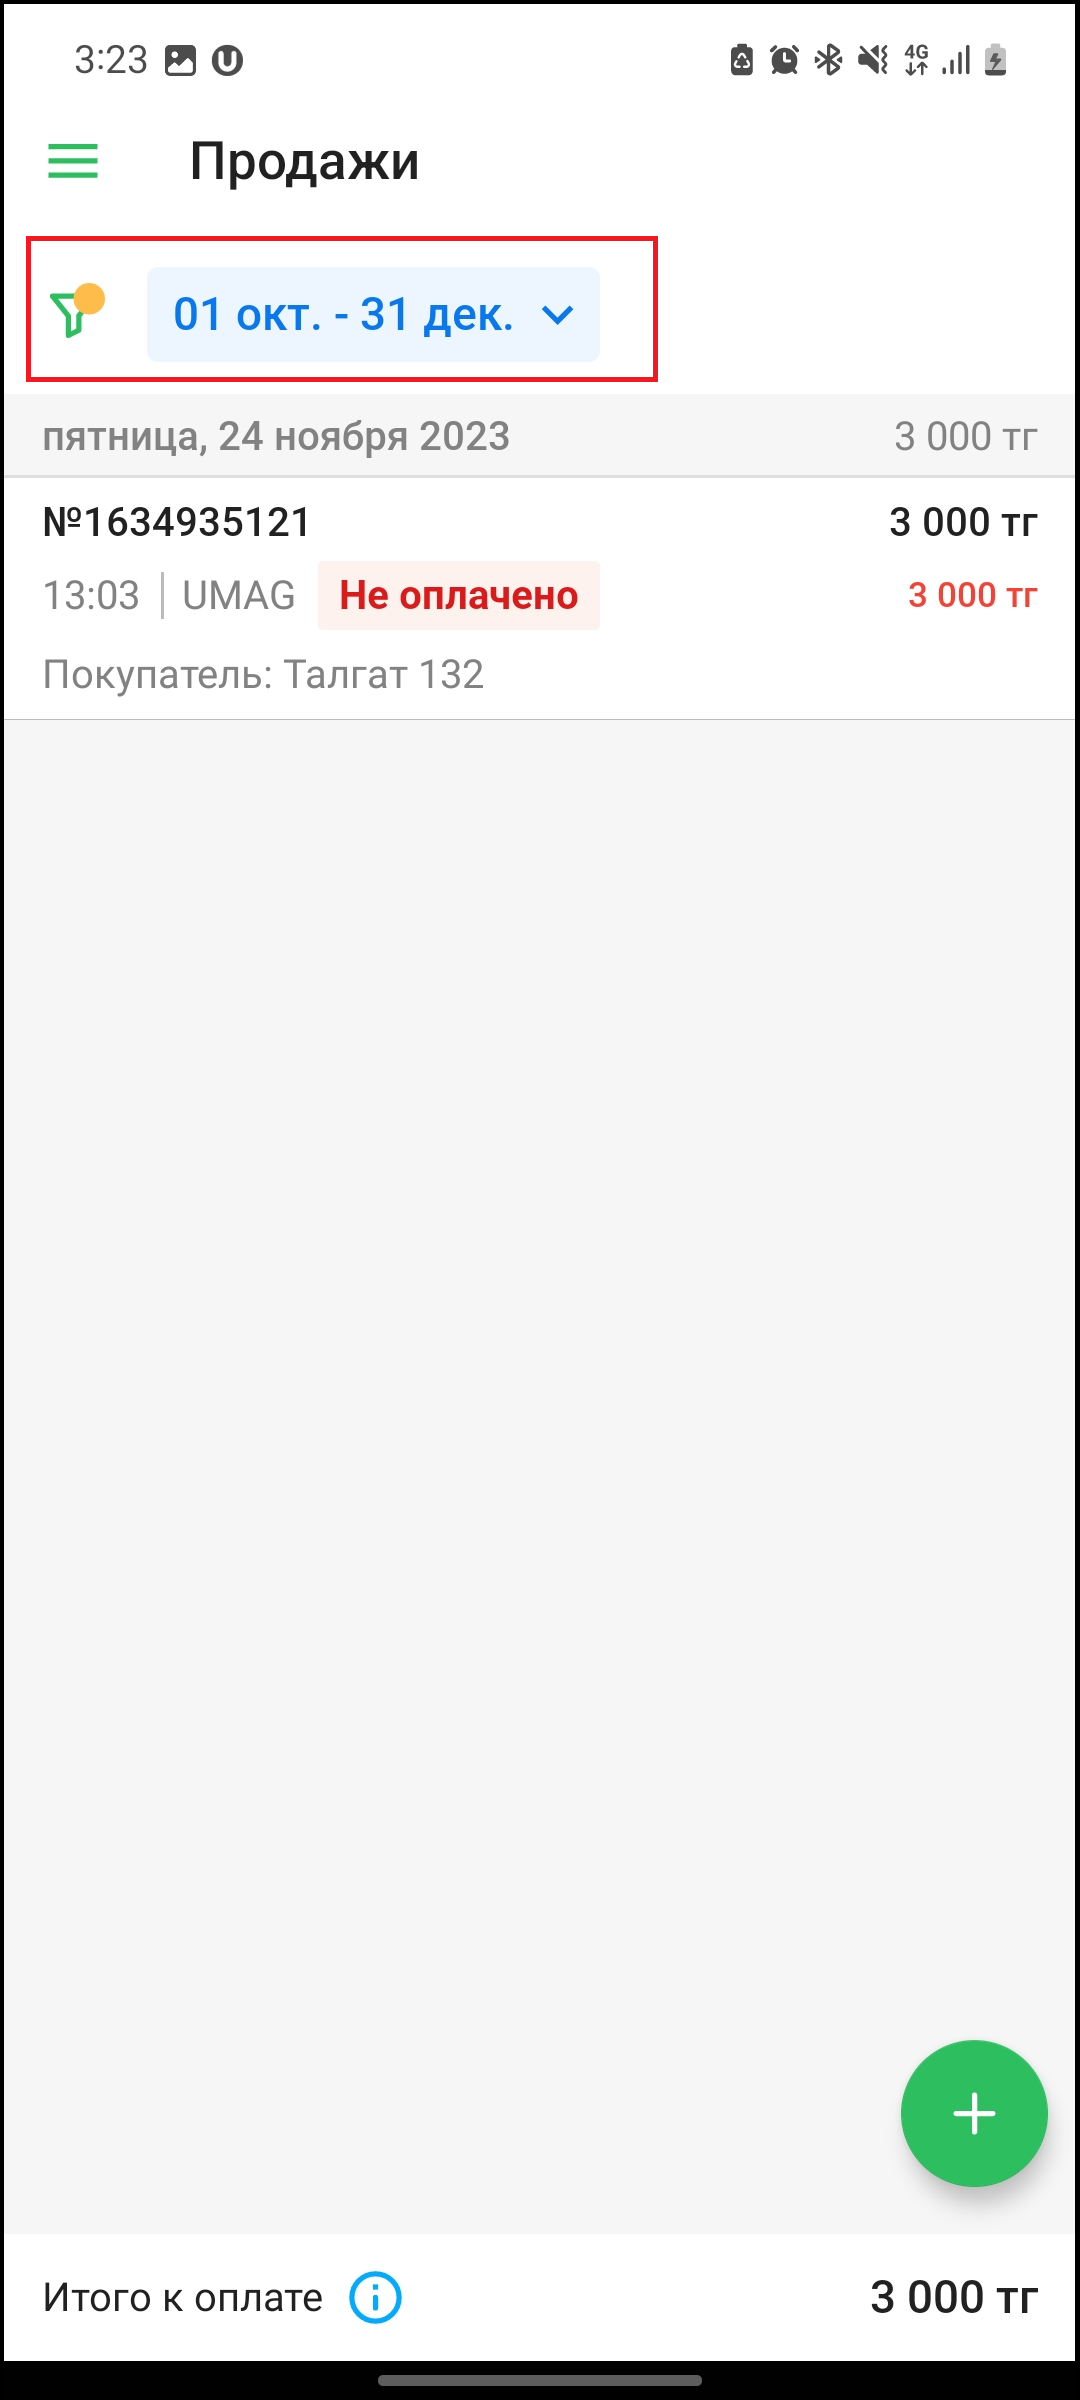 3:23 U 4G
Продажи
01 окт. - 31 дек.
пятница, 24 ноября 2023 3 000 тг
№1634935121 3 000 тг
13:03 UMAG Не оплачено 3 000 тг
Покупатель: Талгат 132
Итого к оплате 3 000 тг